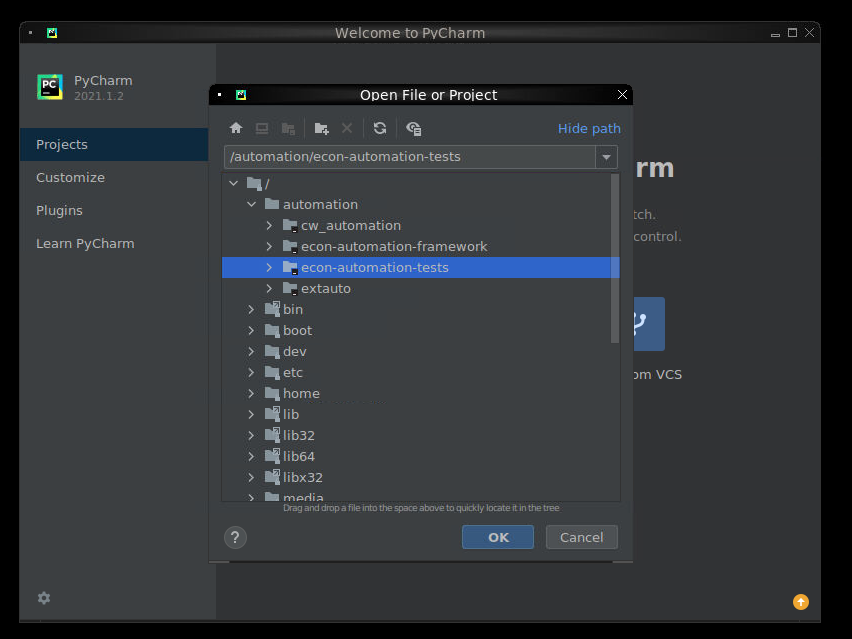 Welcome to PyCharm
PC
PyCharm
2021.1.2
Projects
Customize
Plugins
Learn PyCharm
Open File or Project
Hide path
/automation/econ-automation-tests
/
automation
cw_automation
econ-automation-framework
econ-automation-tests
extauto
bin
boot
dev
etc
home
lib
lib32
lib64
libx32
media
Drag and drop a file into the space above to quickly locate it in the tree
?
OK
Cancel
rm
tch.
control.
om VCS